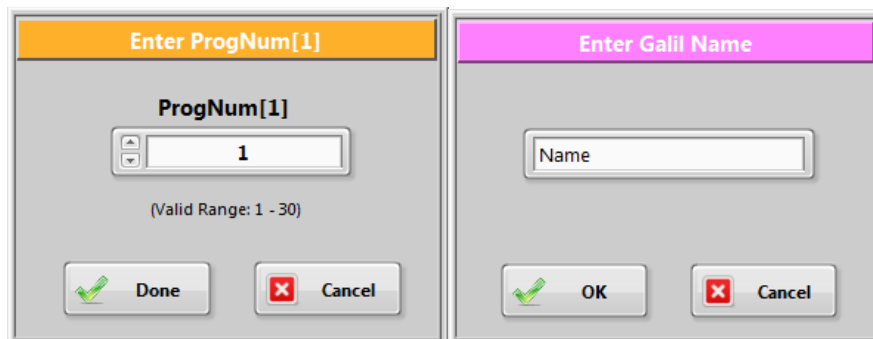 Enter ProgNum[1]
ProgNum[1]
1
(Valid Range: 1 - 30)
Done
Cancel
Enter Galil Name
Name
OK
Cancel